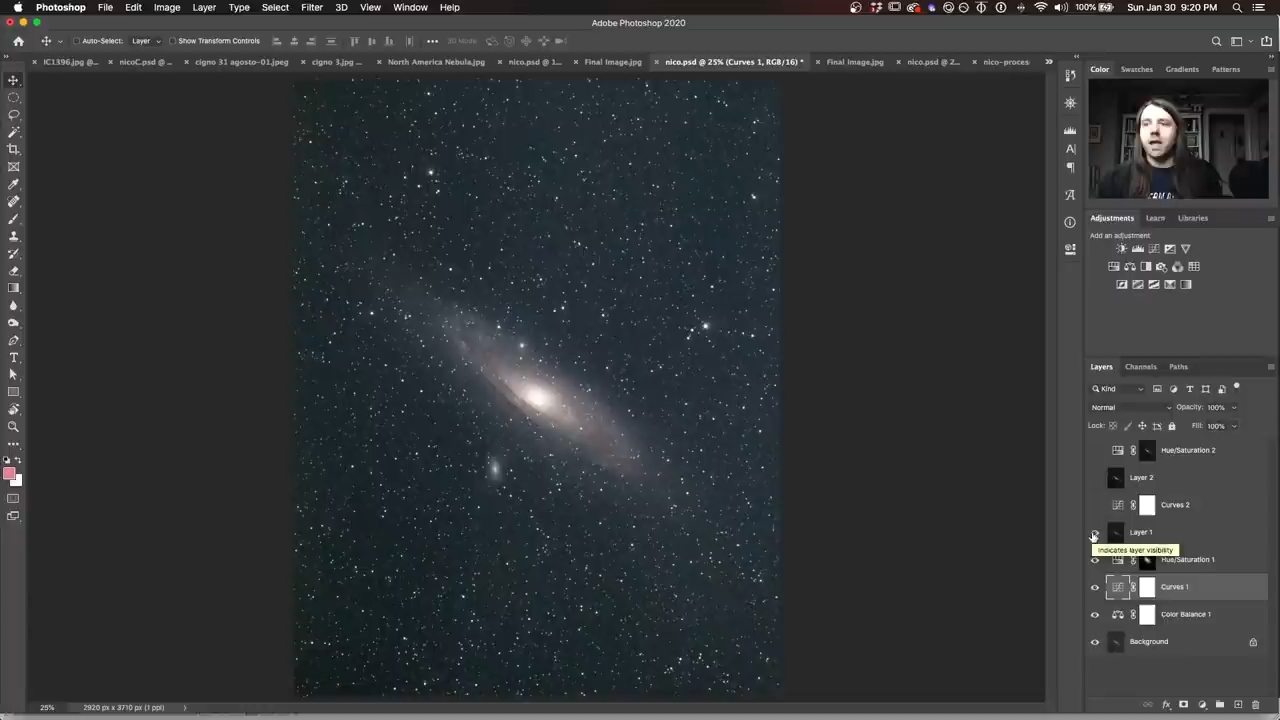 Photoshop File Edit Image Layer Type Select Filter 3D View Window Help 100% Sun Jan 30 9:20 PM
Adobe Photoshop 2020
Auto-Select: Layer Show Transform Controls 3D Mode:
IC1396.jpg @... nicoC.psd @ ... cigno 31 agosto-01.jpeg cigno 3.jpg ... North America Nebula.jpg nico.psd @ 1... Final Image.jpg nico.psd @ 25% (Curves 1, RGB/16) * Final Image.jpg nico.psd @ 2... nico-proces
Color Swatches Gradients Patterns
Adjustments Learn Libraries
Add an adjustment
Layers Channels Paths
Kind
Normal Opacity: 100%
Lock: Fill: 100%
Hue/Saturation 2
Layer 2
Curves 2
Layer 1
Indicates layer visibility
Hue/Saturation 1
Curves 1
Color Balance 1
Background
25% 2920 px x 3710 px (1 ppi)